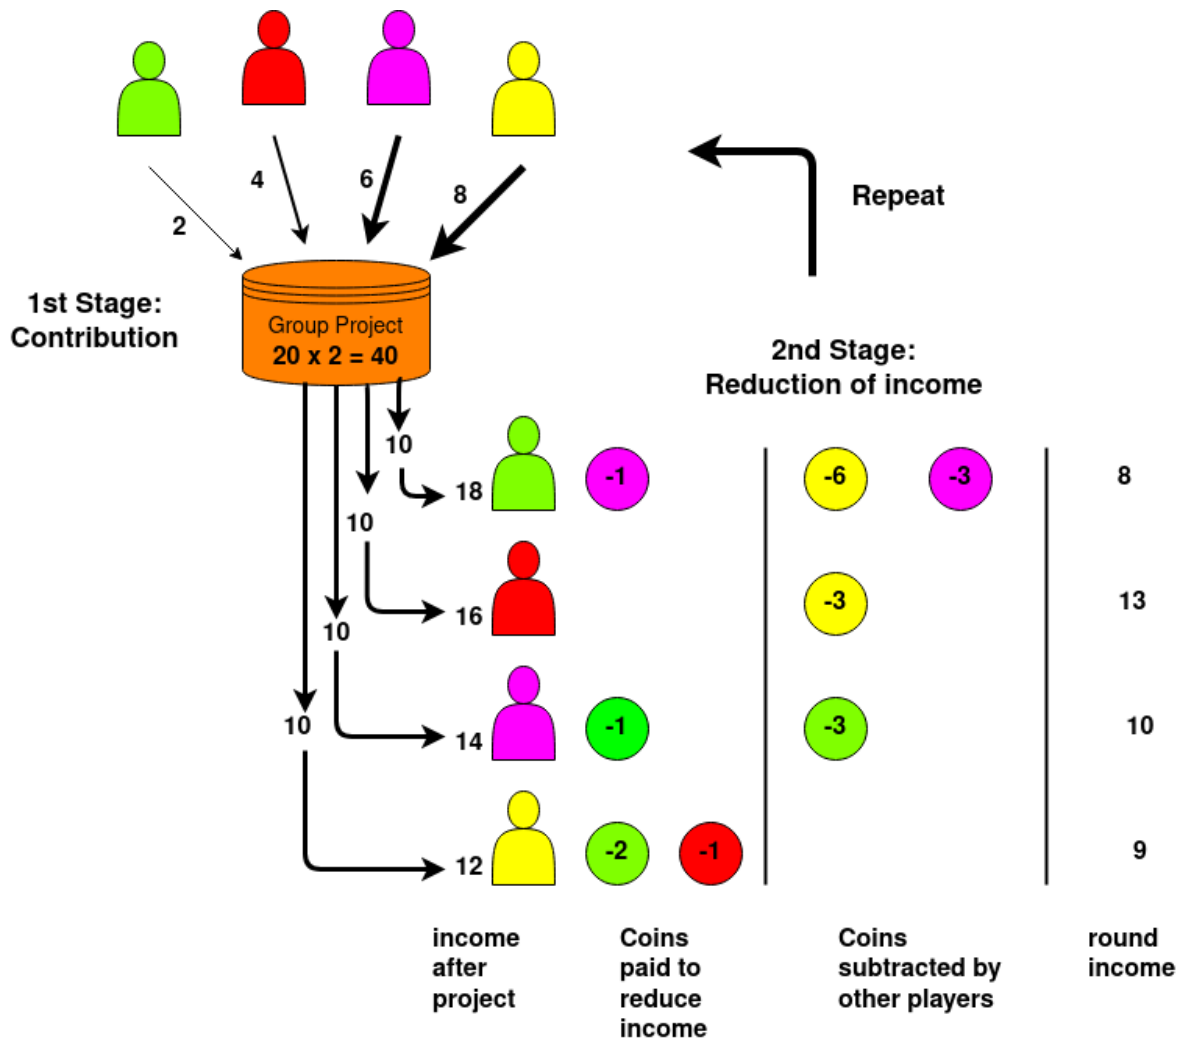 4
6
8
2
Repeat
1st Stage:
Contribution
Group Project
20 x 2 = 40
2nd Stage:
Reduction of income
10
18
-1
-6
-3
8
10
16
-3
13
10
14
-1
-3
10
10
12
-2
-1
9
income
after
project
Coins
paid to
reduce
income
Coins
subtracted by
other players
round
income